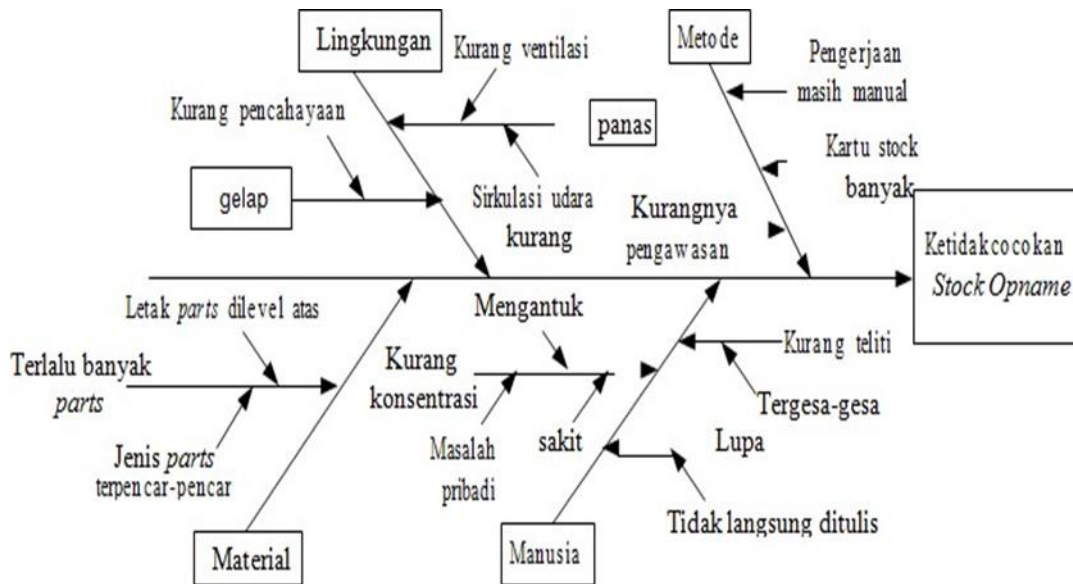 Lingkungan
Kurang ventilasi
Metode
Pengerjaan
masih manual
Kurang pencahayaan
panas
gelap
Sirkulasi udara
kurang
Kartu stock
banyak
Kurangnya
pengawasan
Ketidakcocokan
Stock Opname
Letak parts dilevel atas
Mengantuk
Terlalu banyak
parts
Kurang
konsentrasi
Kurang teliti
Jenis parts
terpencar-pencar
Masalah
pribadi
sakit
Tergesa-gesa
Lupa
Tidak langsung ditulis
Material
Manusia